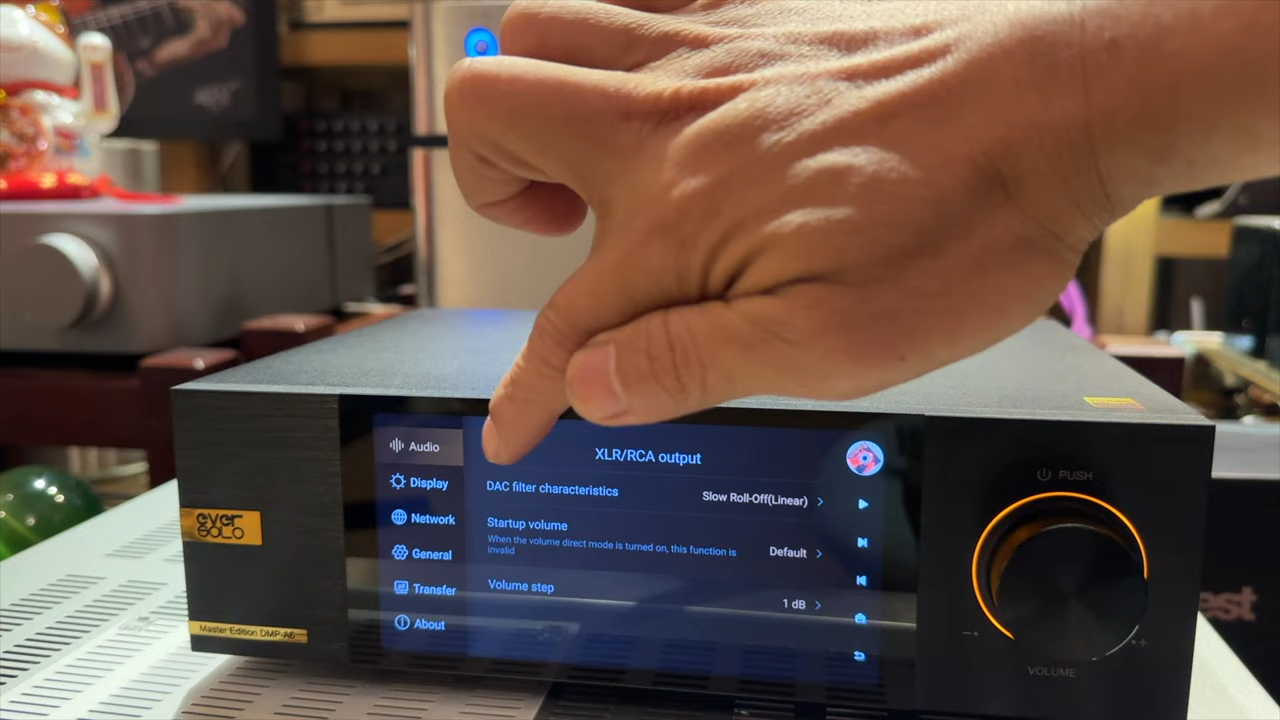 EVER SOLO
Master Edition DMP-A6
Audio
Display
Network
General
Transfer
About
XLR/RCA output
DAC filter characteristics
Slow Roll-Off(Linear)
Startup volume
When the volume direct mode is turned on, this function is
invalid
Default
Volume step
1 dB
PUSH
VOLUME
est